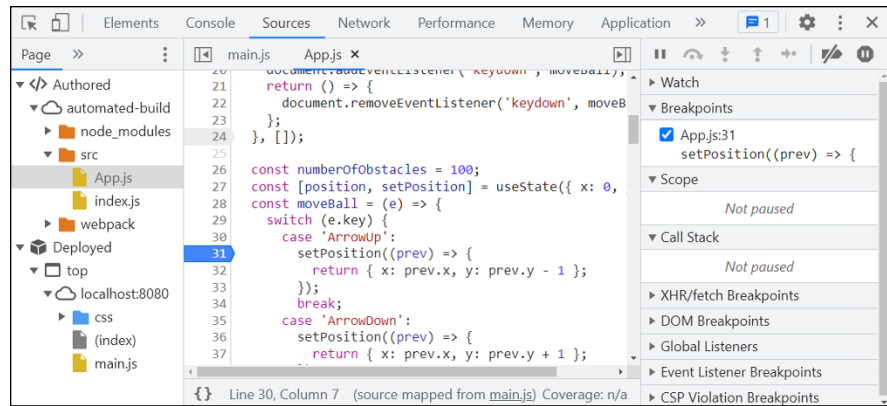 Elements Console Sources Network Performance Memory Application » 1
Page »
main.js App.js ×
▾ </> Authored
automated-build
node_modules
src
App.js
index.js
webpack
Deployed
top
localhost:8080
css
(index)
main.js
20 document.addEventListener('keydown', moveBall);
21 return () => {
22 document.removeEventListener('keydown', moveB
23 };
24 }, []);
25
26 const numberOfObstacles = 100;
27 const [position, setPosition] = useState({ x: 0,
28 const moveBall = (e) => {
29 switch (e.key) {
30 case 'ArrowUp':
31 setPosition((prev) => {
32 return { x: prev.x, y: prev.y - 1 };
33 });
34 break;
35 case 'ArrowDown':
36 setPosition((prev) => {
37 return { x: prev.x, y: prev.y + 1 };
{} Line 30, Column 7 (source mapped from main.js) Coverage: n/a
Watch
Breakpoints
App.js:31
setPosition((prev) => {
Scope
Not paused
Call Stack
Not paused
XHR/fetch Breakpoints
DOM Breakpoints
Global Listeners
Event Listener Breakpoints
CSP Violation Breakpoints